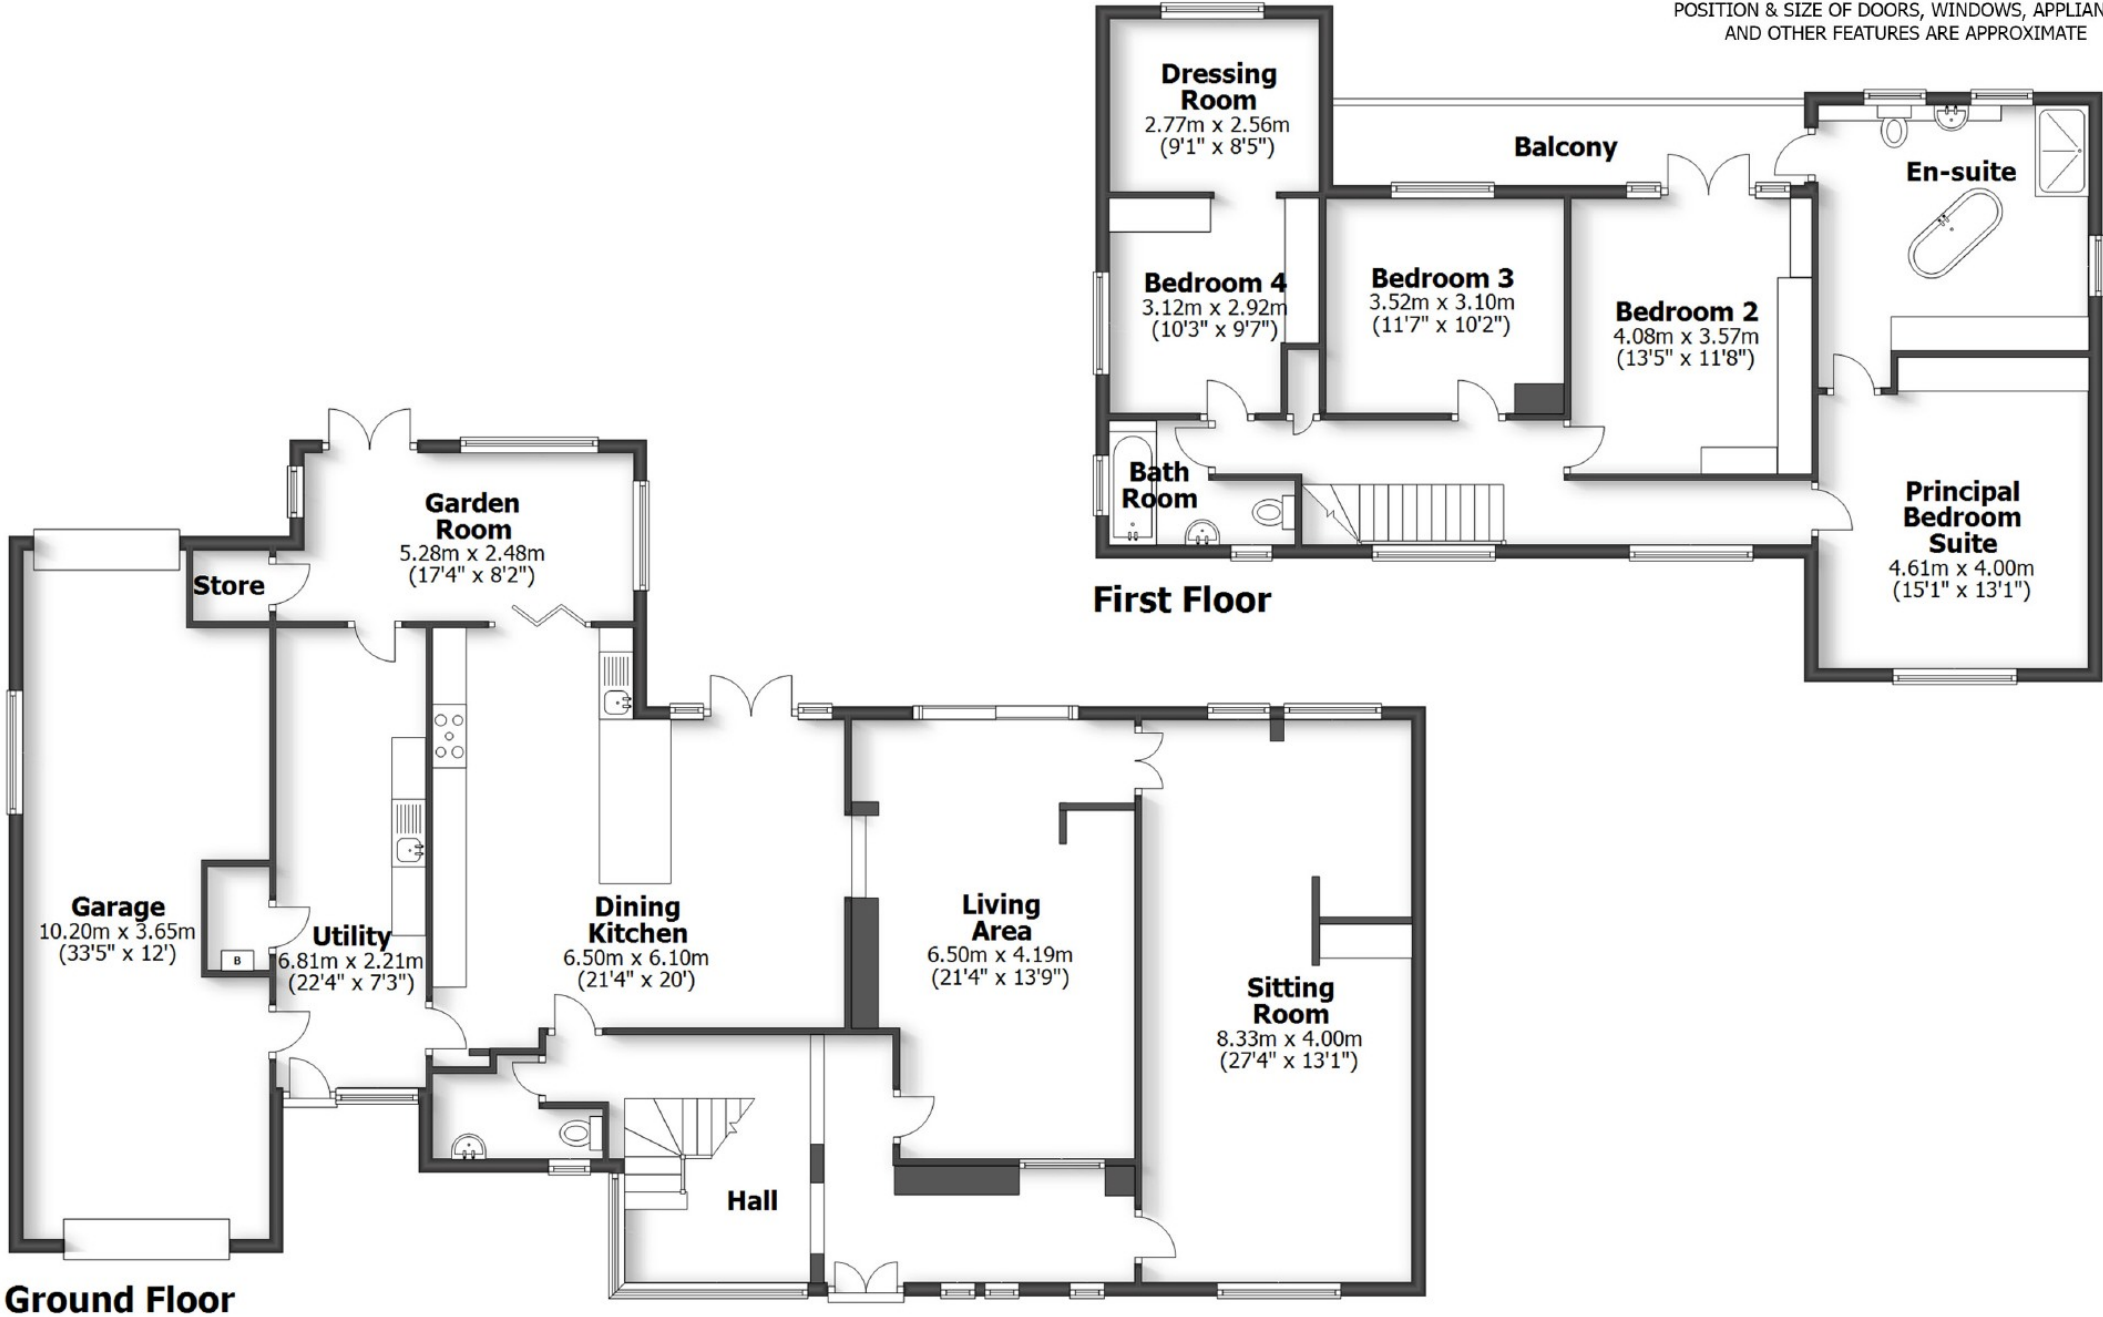 POSITION & SIZE OF DOORS, WINDOWS, APPLIAN
AND OTHER FEATURES ARE APPROXIMATE
Dressing
Room
2.77m x 2.56m
(9'1" x 8'5")
Balcony
En-suite
Bedroom 4
3.12m x 2.92m
(10'3" x 9'7")
Bedroom 3
3.52m x 3.10m
(11'7" x 10'2")
Bedroom 2
4.08m x 3.57m
(13'5" x 11'8")
Bath
Room
Principal
Bedroom
Suite
4.61m x 4.00m
(15'1" x 13'1")
First Floor
Garden
Room
5.28m x 2.48m
(17'4" x 8'2")
Store
Garage
10.20m x 3.65m
(33'5" x 12')
B
Utility
6.81m x 2.21m
(22'4" x 7'3")
Dining
Kitchen
6.50m x 6.10m
(21'4" x 20')
Living
Area
6.50m x 4.19m
(21'4" x 13'9")
Sitting
Room
8.33m x 4.00m
(27'4" x 13'1")
Hall
Ground Floor